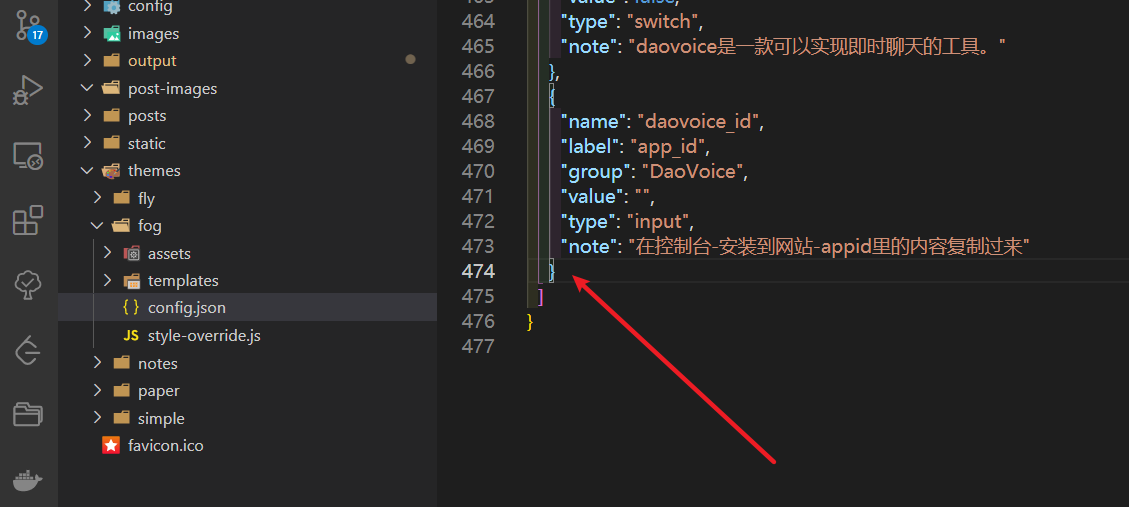 config
images
output
post-images
posts
static
themes
fly
fog
assets
templates
{ } config.json
JS style-override.js
notes
paper
simple
favicon.ico
17
464 "type": "switch",
465 "note": "daovoice是一款可以实现即时聊天的工具。"
466 },
467 {
468 "name": "daovoice_id",
469 "label": "app_id",
470 "group": "DaoVoice",
471 "value": "",
472 "type": "input",
473 "note": "在控制台-安装到网站-appid里的内容复制过来"
474 }
475 ]
476 }
477